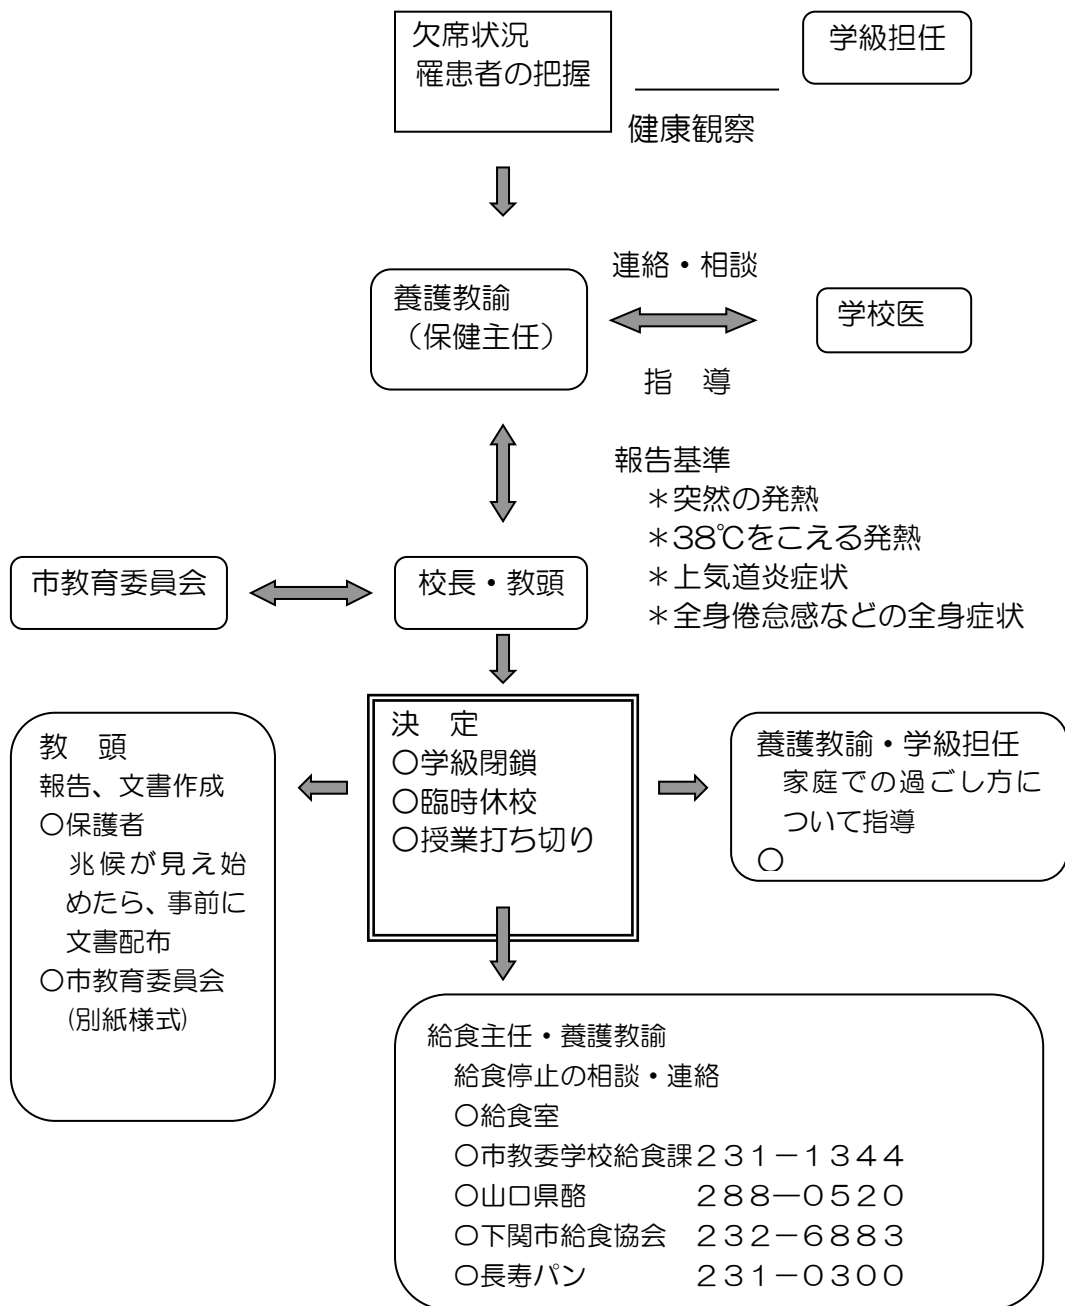 欠席状況
罹患者の把握
学級担任
健康観察
養護教諭
（保健主任）
連絡・相談
指　導
学校医
報告基準
＊突然の発熱
＊38℃をこえる発熱
＊上気道炎症状
＊全身倦怠感などの全身症状
市教育委員会
校長・教頭
教　頭
報告、文書作成
○保護者
兆候が見え始
めたら、事前に
文書配布
○市教育委員会
(別紙様式)
決　定
○学級閉鎖
○臨時休校
○授業打ち切り
養護教諭・学級担任
家庭での過ごし方に
ついて指導
○
給食主任・養護教諭
給食停止の相談・連絡
○給食室
○市教委学校給食課２３１－１３４４
○山口県酪　２８８―０５２０
○下関市給食協会　２３２－６８８３
○長寿パン　２３１－０３００